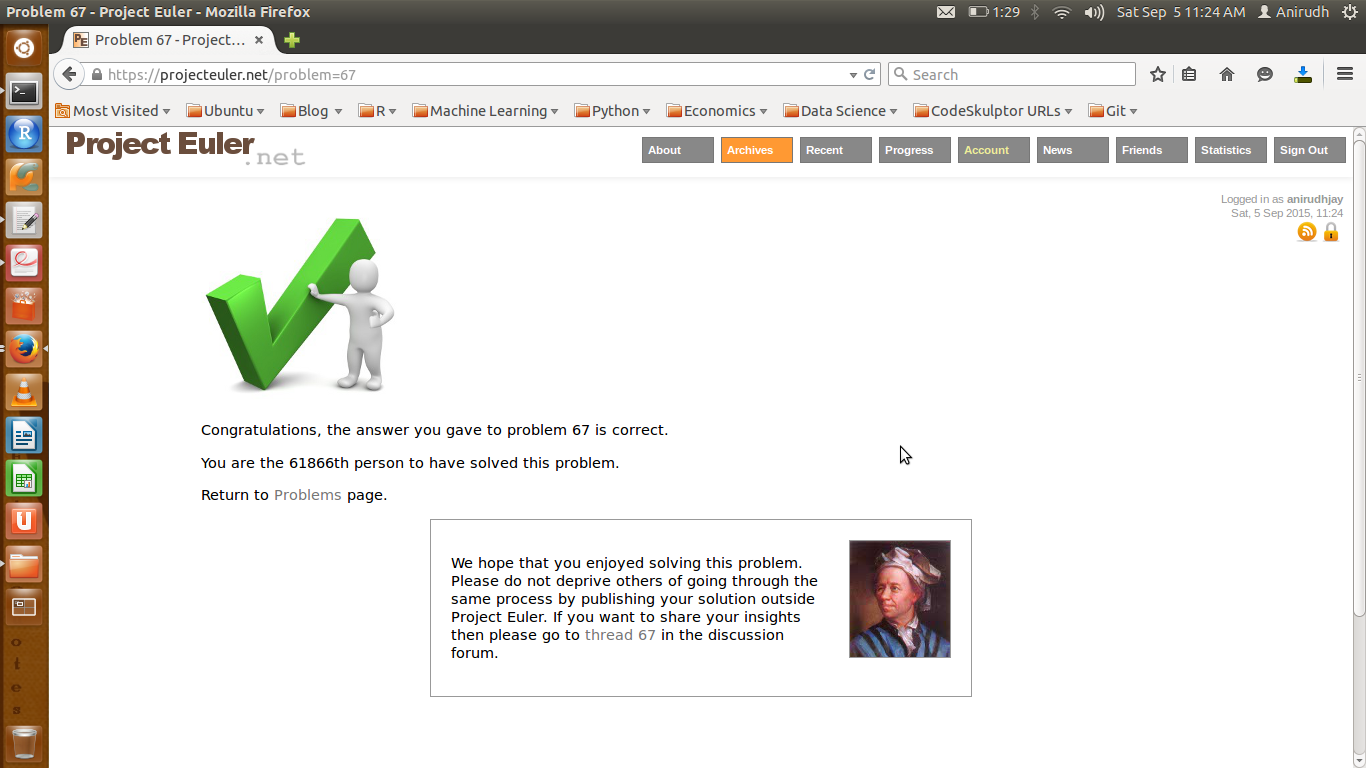 Problem 67 - Project Euler - Mozilla Firefox
1:29
Sat Sep 5 11:24 AM
Anirudh
Problem 67 - Project...
https://projecteuler.net/problem=67
Search
Most Visited
Ubuntu
Blog
R
Machine Learning
Python
Economics
Data Science
CodeSkulptor URLs
Git
Project Euler
.net
About
Archives
Recent
Progress
Account
News
Friends
Statistics
Sign Out
Logged in as anirudhjay
Sat, 5 Sep 2015, 11:24
Congratulations, the answer you gave to problem 67 is correct.
You are the 61866th person to have solved this problem.
Return to Problems page.
We hope that you enjoyed solving this problem.
Please do not deprive others of going through the
same process by publishing your solution outside
Project Euler. If you want to share your insights
then please go to thread 67 in the discussion
forum.
o
t
e
s